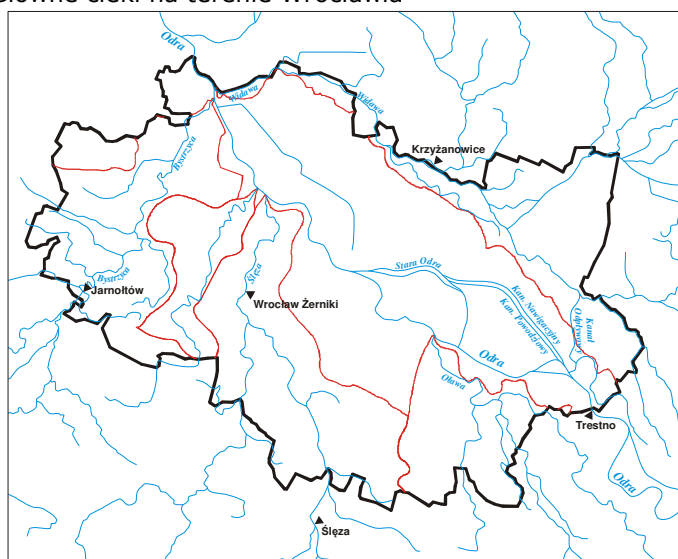 Główne cieki na terenie Wrocławia
Odra
Widawa
Widawa
Krzyżanowice
Bystrzyca
Bystrzyca
Jarnołtów
Ślęza
Wrocław Żerniki
Stara Odra
Kan. Nawigacyjny
Kan. Powodziowy
Kanał
Odpływowy
Odra
Oława
Trestno
Odra
Ślęza